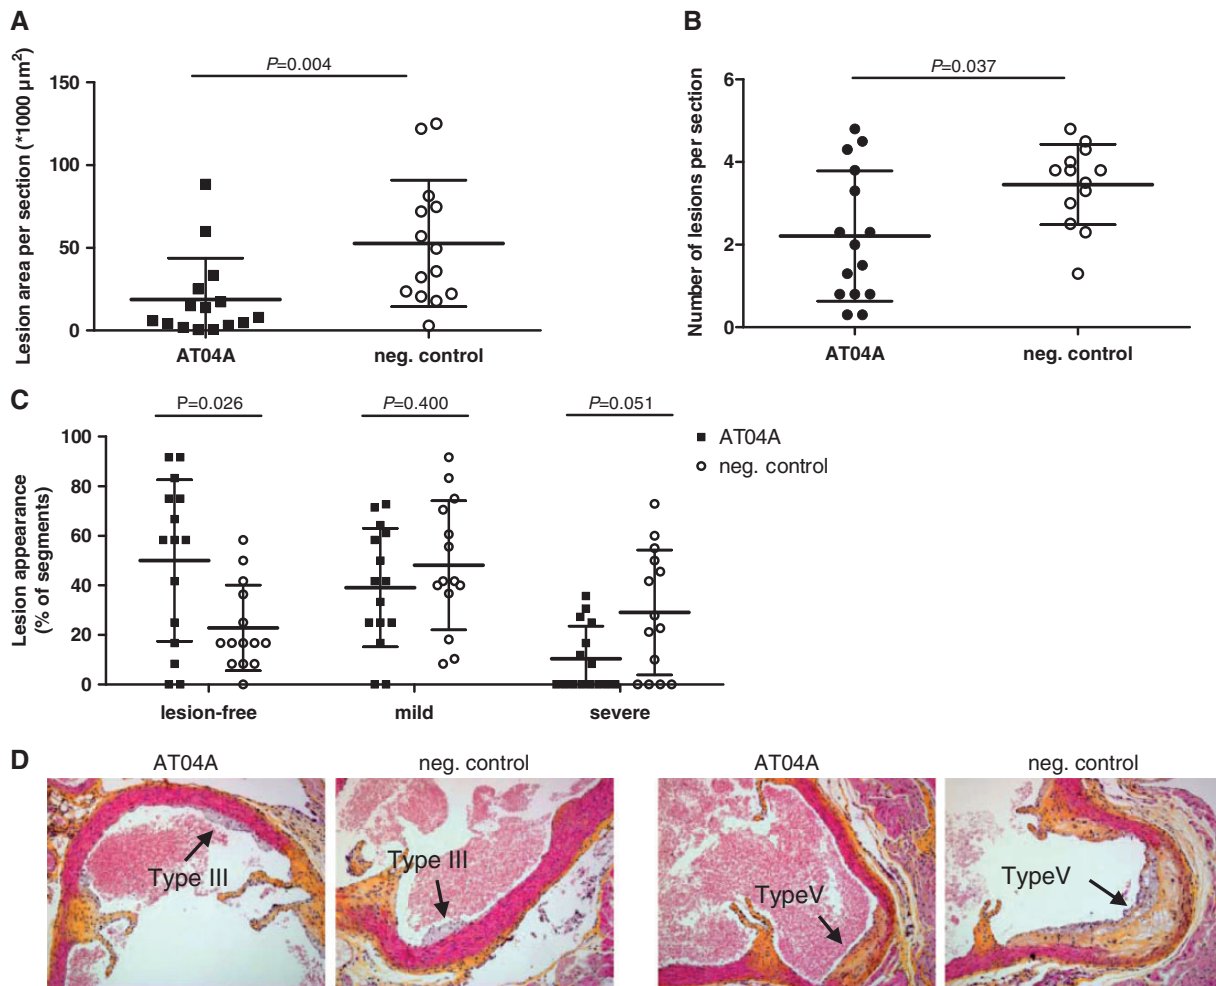 A
P=0.004
Lesion area per section (*1000 µm²)
150
100
50
0
AT04A
neg. control
B
P=0.037
Number of lesions per section
6
4
2
0
AT04A
neg. control
C
P=0.026
P=0.400
P=0.051
AT04A
neg. control
Lesion appearance
(% of segments)
100
80
60
40
20
0
lesion-free
mild
severe
D
AT04A
neg. control
AT04A
neg. control
Type III
Type III
TypeV
TypeV